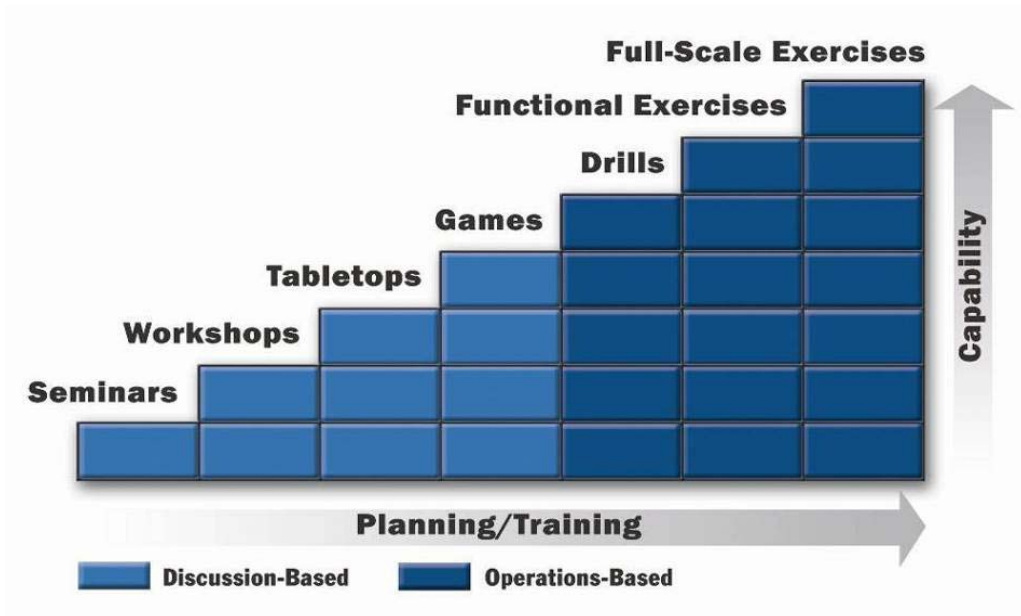 Full-Scale Exercises
Functional Exercises
Drills
Games
Tabletops
Workshops
Seminars
Capability
Planning/Training
Discussion-Based
Operations-Based